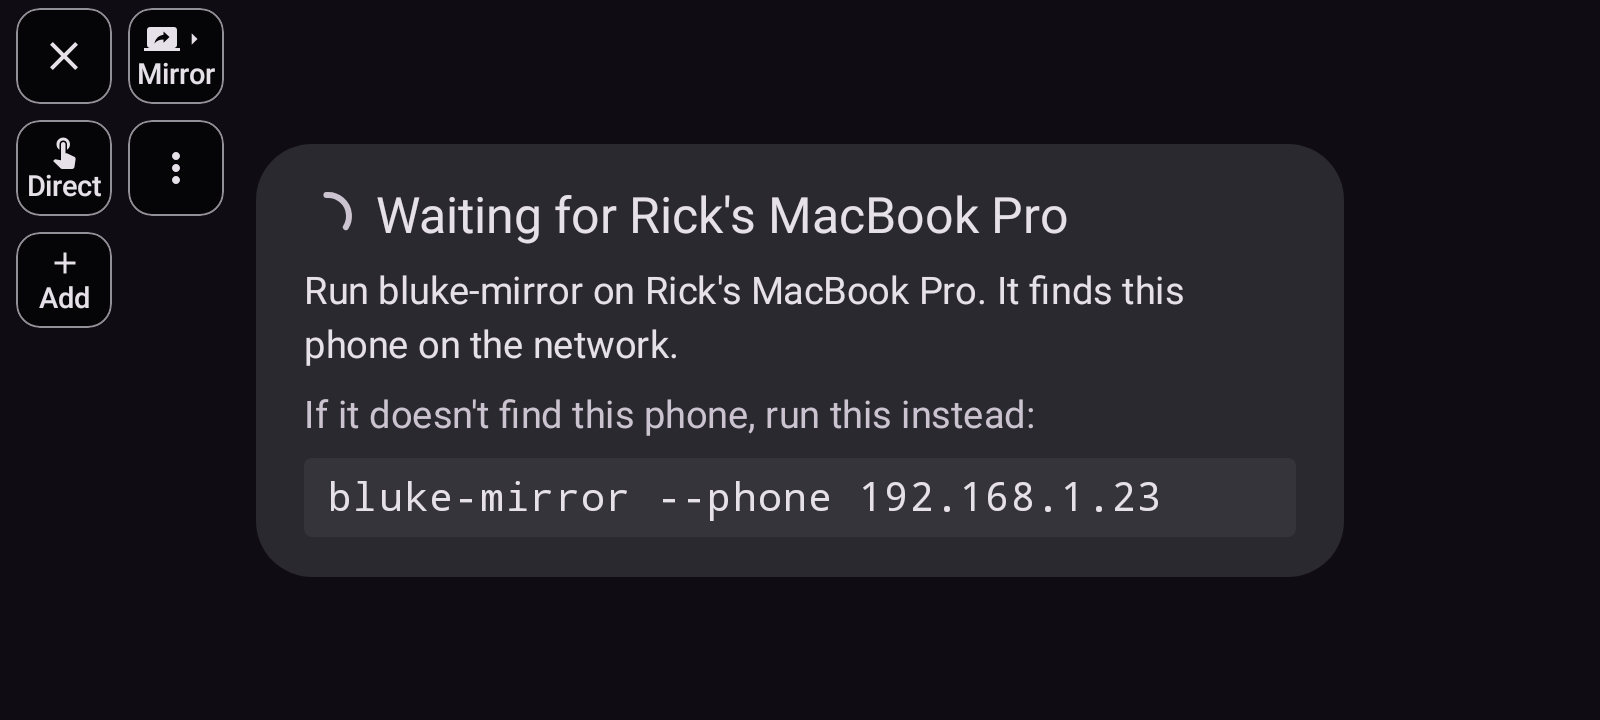 Mirror
Direct
Add
Waiting for Rick's MacBook Pro
Run bluke-mirror on Rick's MacBook Pro. It finds this
phone on the network.
If it doesn't find this phone, run this instead:
bluke-mirror --phone 192.168.1.23